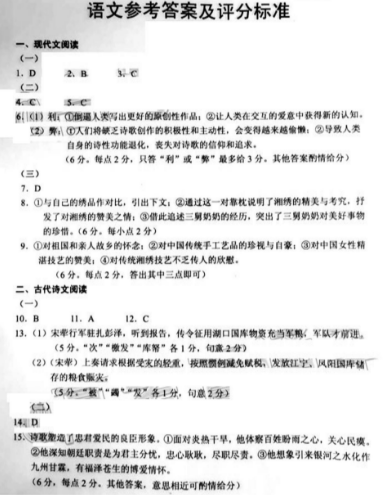 语文参考答案及评分标准
一、现代文阅读
（一）
1. D 2. B 3. C
（二）
4. C 5. C
6.（1）利：①倒逼人类写出更好的原创性作品；②让人类在交互的爱意中获得新的认知。
（2）弊：①人们将缺乏诗歌创作的积极性和主动性，会变得越来越偷懒；②导致人类
自身的诗性功能退化，丧失对诗歌的信仰和追求。
（6分。每点2分，只答“利”或“弊”最多给3分。其他答案酌情给分）
（三）
7. D
8. ①与自己的绣品作对比，引出下文；②通过这一对靠枕说明了湘绣的精美与考究，抒
发了对湘绣的赞美之情；③借此追述三舅奶奶的经历，突出了三舅奶奶对美好事物
的珍惜。（6分。每小点2分）
9. ①对祖国和亲人故乡的怀念；②对中国传统手工艺品的珍视与自豪；③对中国女性精
湛技艺的赞美；④对传统湘绣技艺不乏传人的欣慰。
（6分，每点2分，答出其中三点即可）
二、古代诗文阅读
（一）
10. B 11. A 12. C
13.（1）宋荦行军驻扎彭泽，听到报告，传令征用湖口国库物资充当军粮，军队才前进。
（5分。“次”“檄发”“库帑”各1分，句意2分）
（2）（宋荦）上奏请求根据受灾的轻重，按照惯例减免赋税、发放江宁、凤阳国库储
存的粮食赈灾。
（5分。“被”“蠲”“发”各1分，句意2分）
（二）
14. D
15. 诗歌塑造了忠君爱民的良臣形象。①面对炎热干旱，他体察百姓盼雨之心，关心民瘼。
②他深知朝廷职责是为君主分忧，忠心耿耿，尽职尽责。③他想象引来银河之水化作
九州甘霖，有福泽苍生的博爱情怀。
（6分，每点2分。其他答案，意思相近可酌情给分）